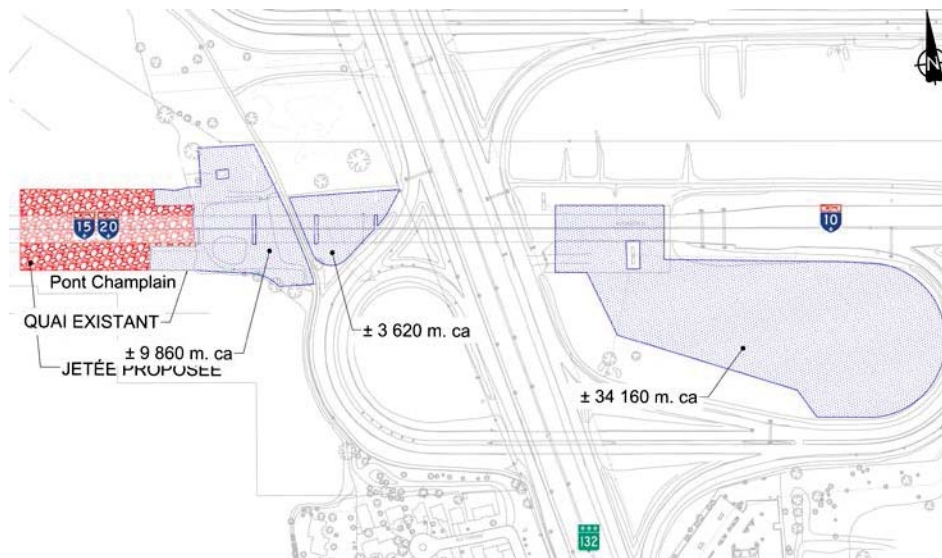 N
15 20
10
Pont Champlain
QUAI EXISTANT
± 3 620 m. ca
± 9 860 m. ca
JETÉE PROPOSÉE
± 34 160 m. ca
132